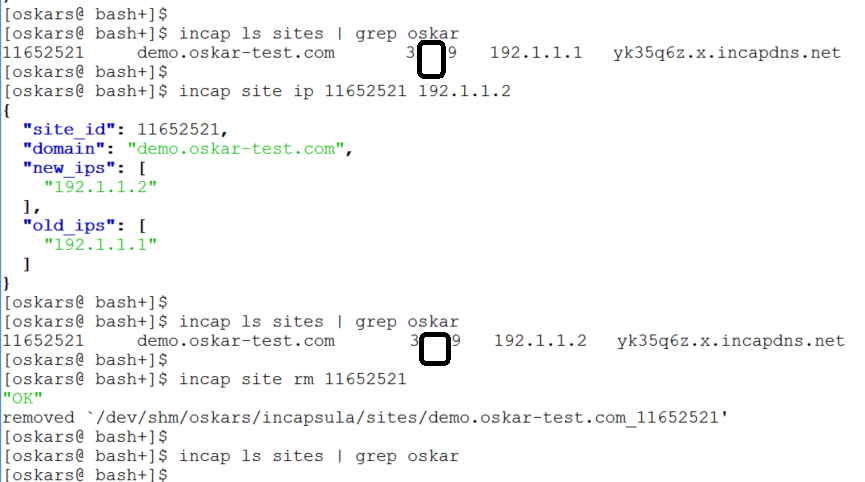 [oskars@ bash+]$
[oskars@ bash+]$ incap ls sites | grep oskar
11652521 demo.oskar-test.com 3 9 192.1.1.1 yk35q6z.x.incapdns.net
[oskars@ bash+]$
[oskars@ bash+]$ incap site ip 11652521 192.1.1.2
{
"site_id": 11652521,
"domain": "demo.oskar-test.com",
"new_ips": [
"192.1.1.2"
],
"old_ips": [
"192.1.1.1"
]
}
[oskars@ bash+]$
[oskars@ bash+]$ incap ls sites | grep oskar
11652521 demo.oskar-test.com 3 9 192.1.1.2 yk35q6z.x.incapdns.net
[oskars@ bash+]$
[oskars@ bash+]$ incap site rm 11652521
"OK"
removed `/dev/shm/oskars/incapsula/sites/demo.oskar-test.com_11652521'
[oskars@ bash+]$
[oskars@ bash+]$ incap ls sites | grep oskar
[oskars@ bash+]$